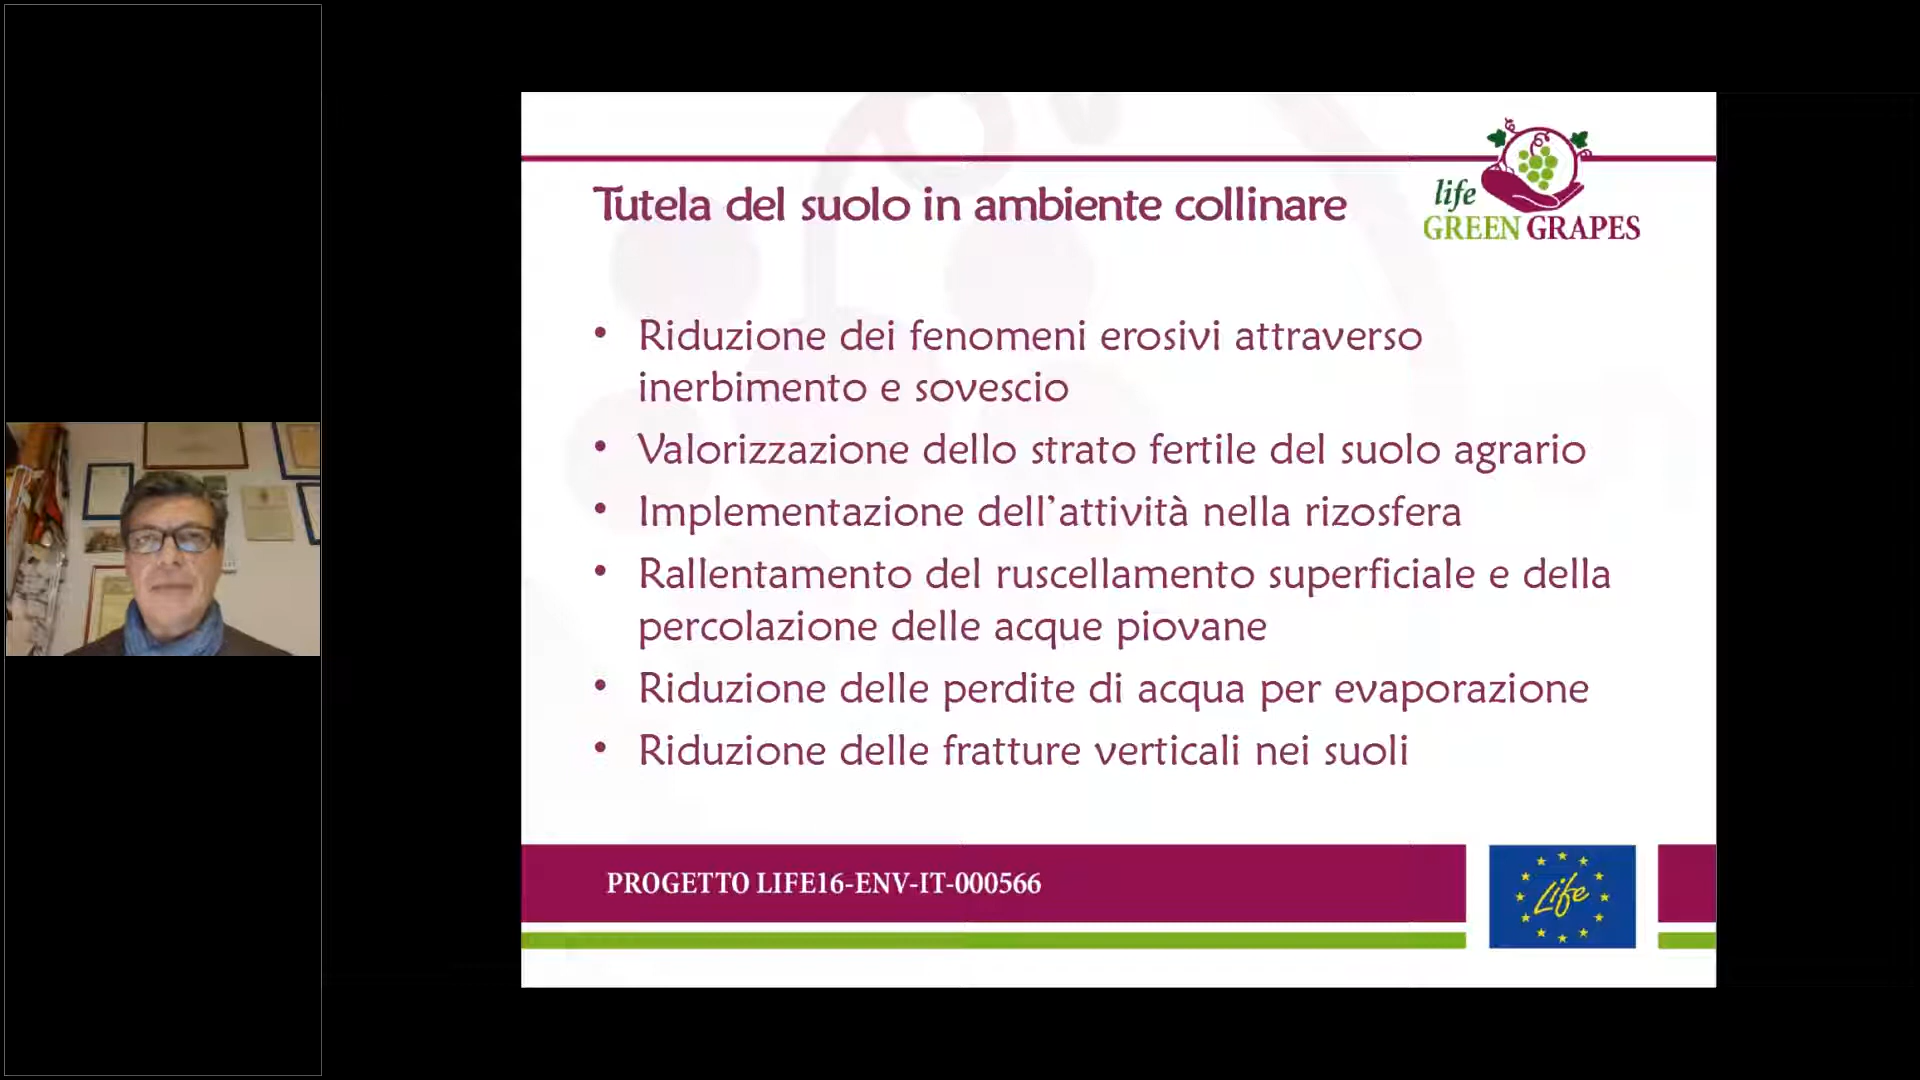 Tutela del suolo in ambiente collinare
life
GREEN GRAPES
• Riduzione dei fenomeni erosivi attraverso
inerbimento e sovescio
• Valorizzazione dello strato fertile del suolo agrario
• Implementazione dell’attività nella rizosfera
• Rallentamento del ruscellamento superficiale e della
percolazione delle acque piovane
• Riduzione delle perdite di acqua per evaporazione
• Riduzione delle fratture verticali nei suoli
PROGETTO LIFE16-ENV-IT-000566
Life